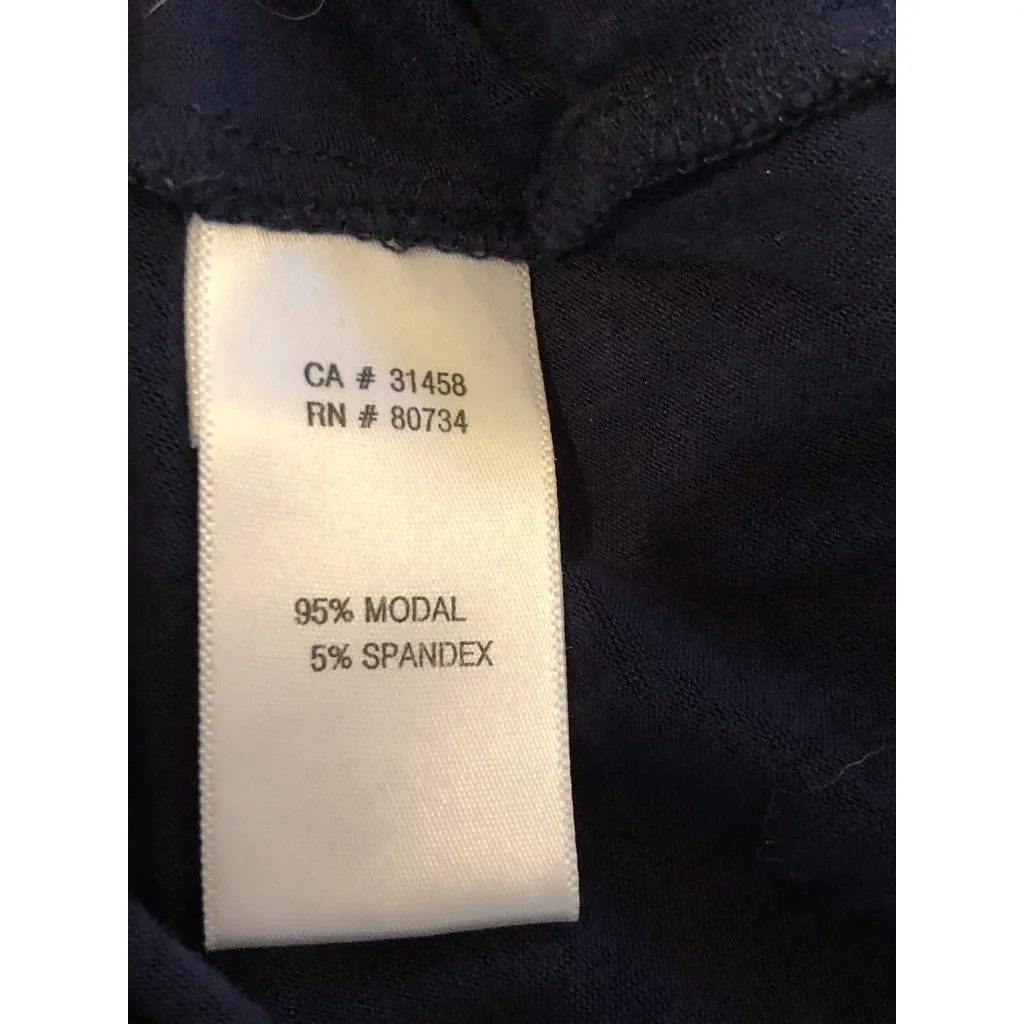 CA # 31458
RN # 80734
95% MODAL
5% SPANDEX